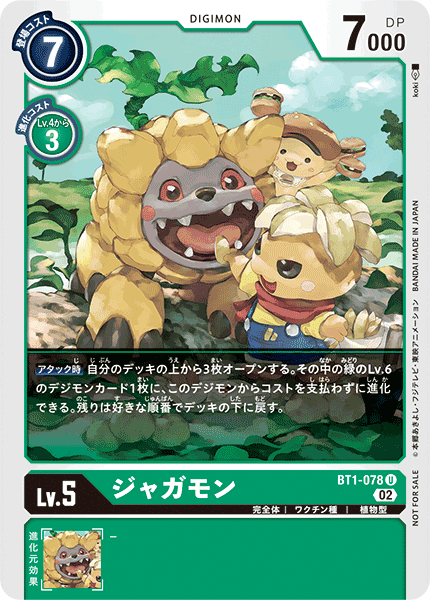 登場コスト
7
DIGIMON
7000
DP
進化コスト
Lv.4から
3
koki
©本郷あきよし・フジテレビ・東映アニメーション BANDAI MADE IN JAPAN
アタック時 自分のデッキの上から3枚オープンする。その中の緑のLv.6
のデジモンカード1枚に、このデジモンからコストを支払わずに進化
できる。残りは好きな順番でデッキの下に戻す。
Lv.5
ジャガモン
BT1-078 U
02
完全体 | ワクチン種 | 植物型
NOT FOR SALE
進化元効果
-